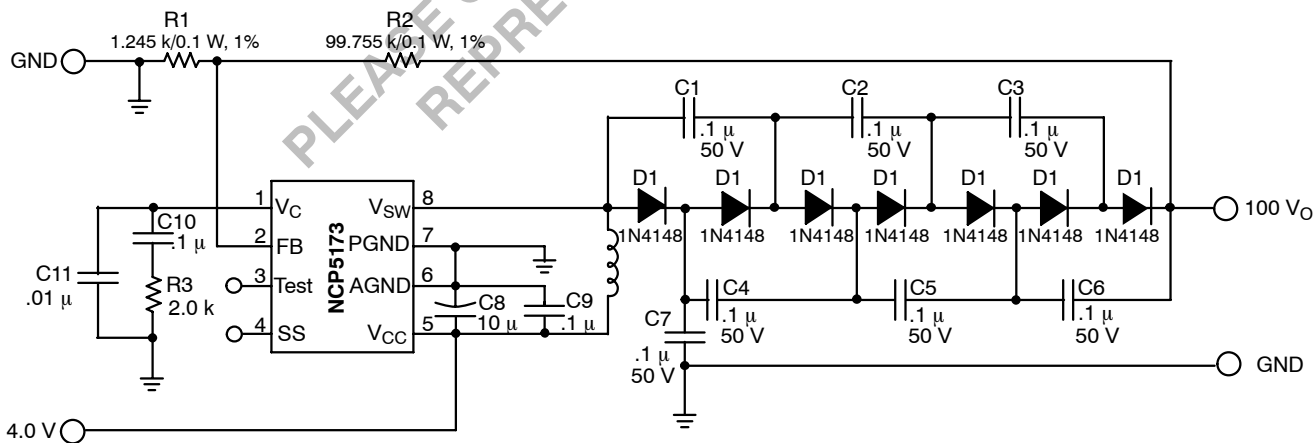 R1
1.245 k/0.1 W, 1%
R2
99.755 k/0.1 W, 1%
GND
PLEASE
REPRE
C1
.1 μ
50 V
C2
.1 μ
50 V
C3
.1 μ
50 V
D1
1N4148
D1
1N4148
D1
1N4148
D1
1N4148
D1
1N4148
D1
1N4148
D1
1N4148
100 VO
1
VC
2
FB
3
Test
4
SS
NCP5173
VSW
8
PGND
7
AGND
6
VCC
5
C10
.1 μ
C11
.01 μ
R3
2.0 k
C8
10 μ
C9
.1 μ
C4
.1 μ
50 V
C5
.1 μ
50 V
C6
.1 μ
50 V
C7
.1 μ
50 V
GND
4.0 V